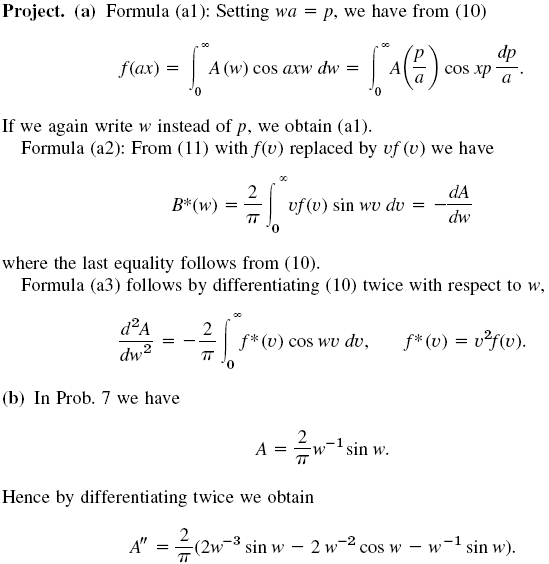 Project. (a) Formula (a1): Setting wa = p, we have from (10)
f(ax) = ∫₀^∞ A(w) cos axw dw = ∫₀^∞ A(p/a) cos xp dp/a.
If we again write w instead of p, we obtain (a1).
Formula (a2): From (11) with f(v) replaced by vf(v) we have
B*(w) = 2/π ∫₀^∞ vf(v) sin wv dv = −dA/dw
where the last equality follows from (10).
Formula (a3) follows by differentiating (10) twice with respect to w,
d²A/dw² = −2/π ∫₀^∞ f*(v) cos wv dv, f*(v) = v²f(v).
(b) In Prob. 7 we have
A = 2/π w⁻¹ sin w.
Hence by differentiating twice we obtain
A″ = 2/π (2w⁻³ sin w − 2 w⁻² cos w − w⁻¹ sin w).